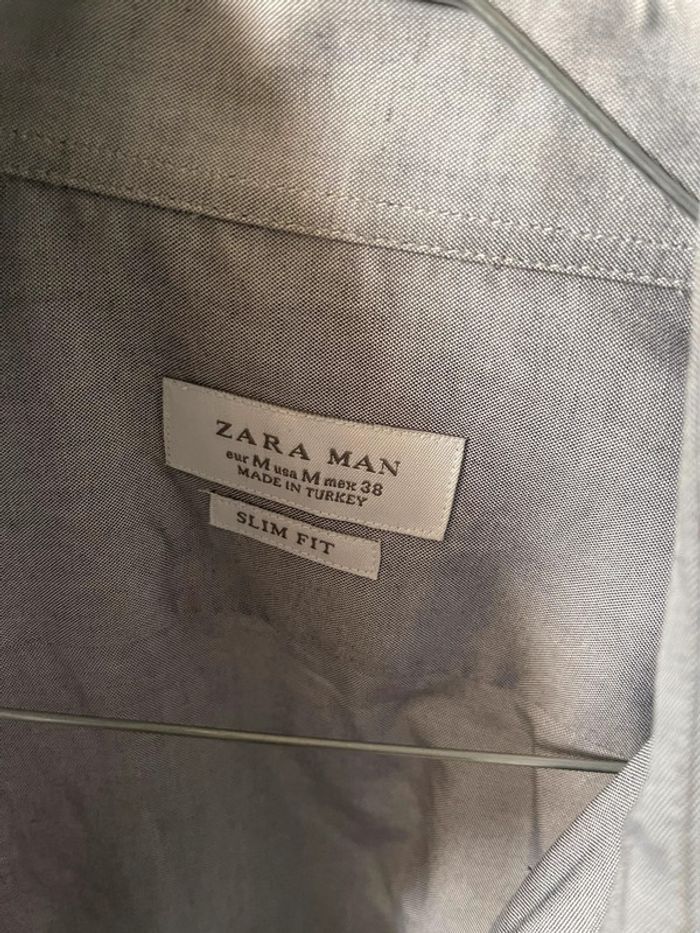 ZARA MAN
eur M usa M mex 38
MADE IN TURKEY
SLIM FIT